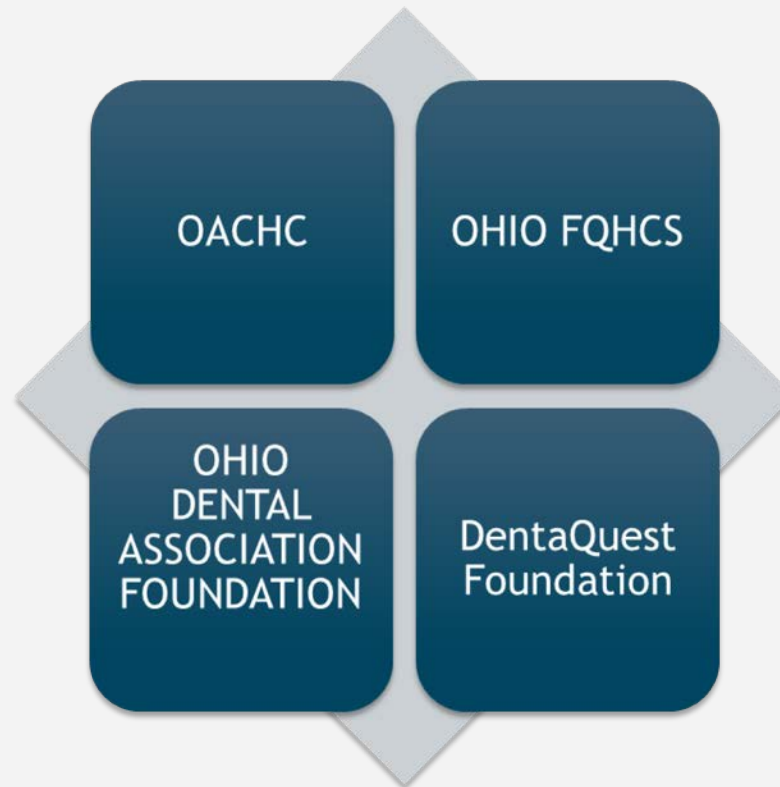 OACHC
OHIO FQHCS
OHIO
DENTAL
ASSOCIATION
FOUNDATION
DentaQuest
Foundation